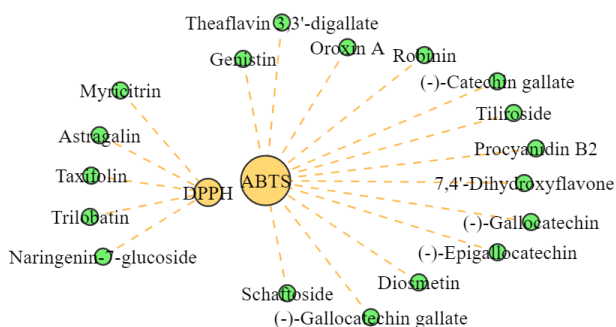 Theaflavin 3,3'-digallate
Genistin
Oroxin A
Robinin
(-)-Catechin gallate
Myricitrin
Tiliroside
Astragalin
Procyanidin B2
Taxifolin
DPPH
ABTS
7,4'-Dihydroxyflavone
Trilobatin
(-)-Gallocatechin
Naringenin-7-glucoside
(-)-Epigallocatechin
Schaftoside
Diosmetin
(-)-Gallocatechin gallate